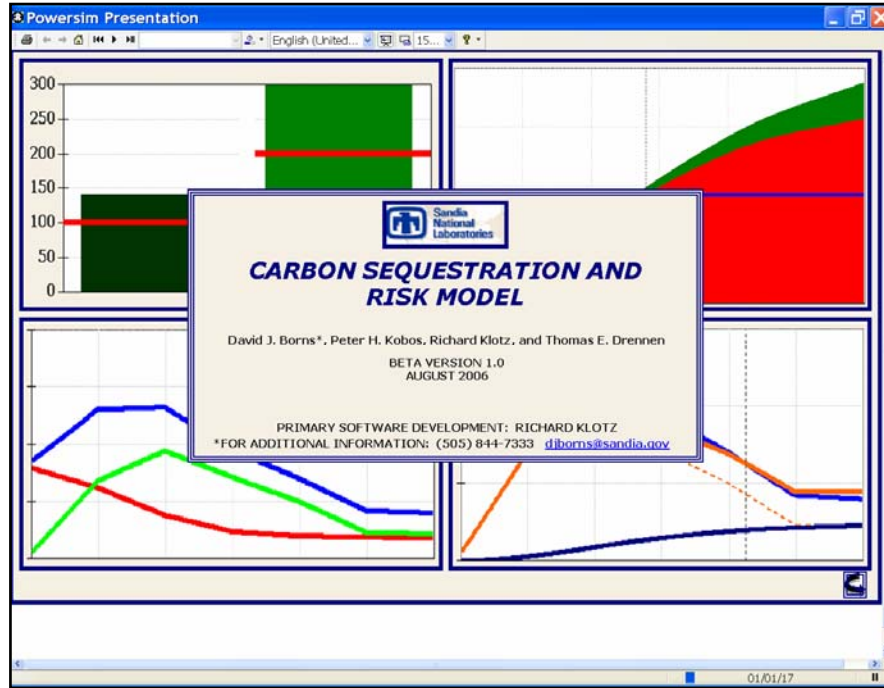 Powersim Presentation
English (United... 15...
300
250
200
150
100
50
0
Sandia
National
Laboratories
CARBON SEQUESTRATION AND
RISK MODEL
David J. Borns*, Peter H. Kobos, Richard Klotz, and Thomas E. Drennen
BETA VERSION 1.0
AUGUST 2006
PRIMARY SOFTWARE DEVELOPMENT: RICHARD KLOTZ
*FOR ADDITIONAL INFORMATION: (505) 844-7333 djborns@sandia.gov
01/01/17